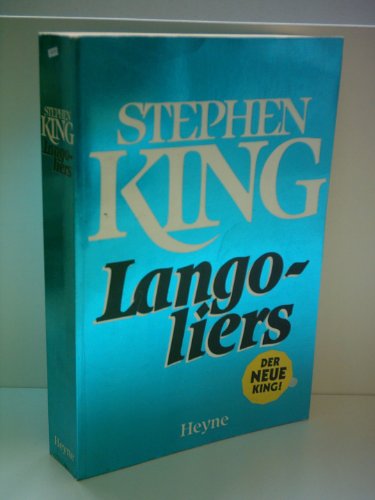 STEPHEN
KING
Lango-
liers
DER
NEUE
KING!
Heyne
STEPHEN
KING
Lango-
liers
Heyne